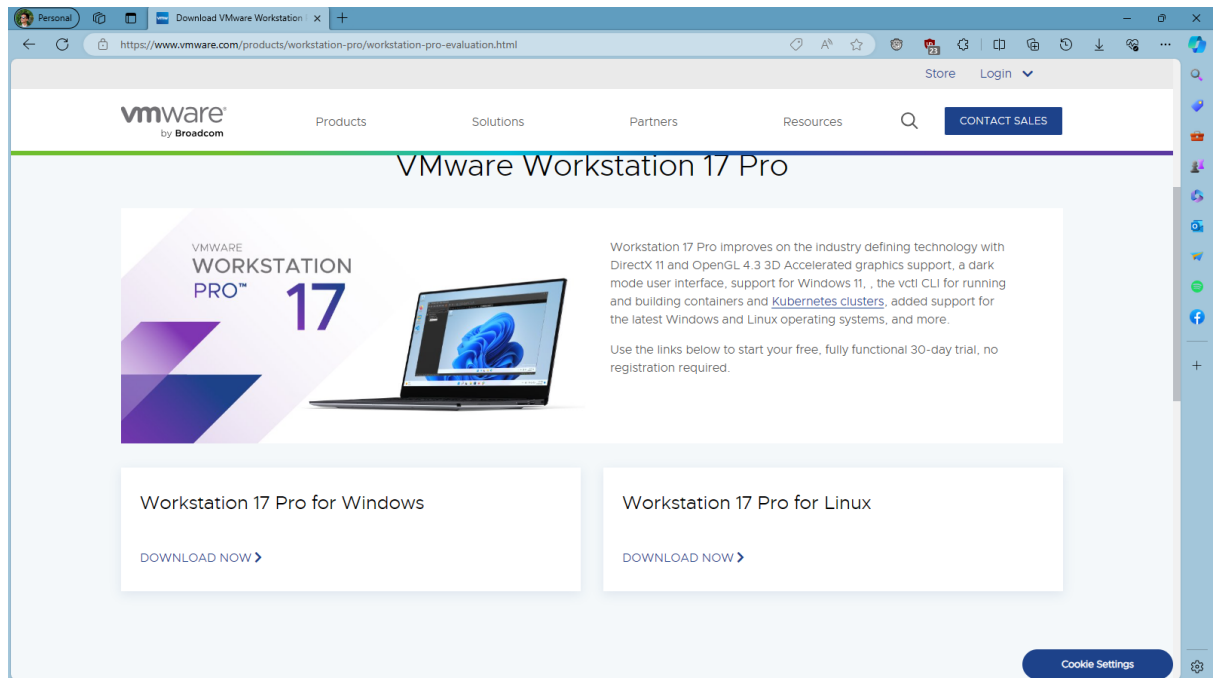 Personal
Download VMware Workstation
https://www.vmware.com/products/workstation-pro/workstation-pro-evaluation.html
23
Store Login
vmware®
by Broadcom
Products Solutions Partners Resources CONTACT SALES
VMware Workstation 17 Pro
VMWARE
WORKSTATION
PRO™ 17
Workstation 17 Pro improves on the industry defining technology with
DirectX 11 and OpenGL 4.3 3D Accelerated graphics support, a dark
mode user interface, support for Windows 11, , the vctl CLI for running
and building containers and Kubernetes clusters, added support for
the latest Windows and Linux operating systems, and more.
Use the links below to start your free, fully functional 30-day trial, no
registration required.
Workstation 17 Pro for Windows
DOWNLOAD NOW
Workstation 17 Pro for Linux
DOWNLOAD NOW
Cookie Settings